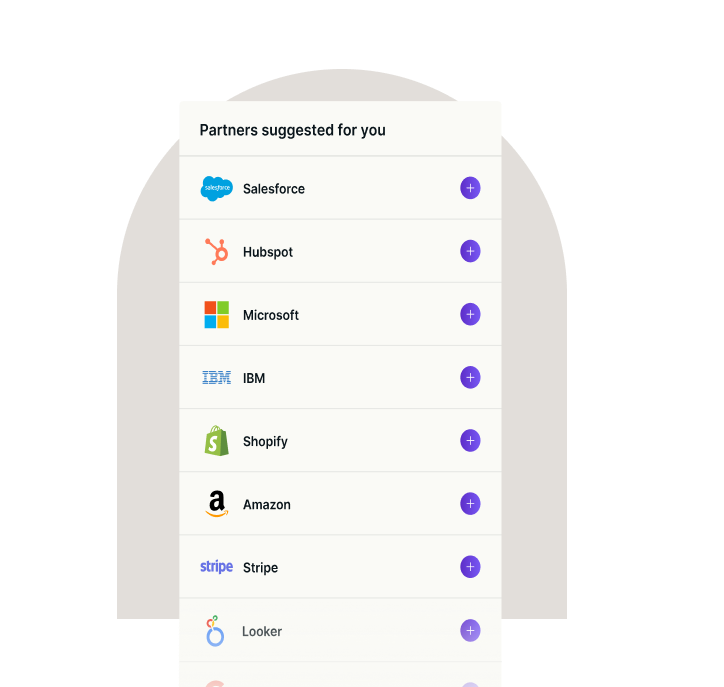 Partners suggested for you
salesforce Salesforce
Hubspot
Microsoft
IBM IBM
Shopify
a Amazon
stripe Stripe
Looker